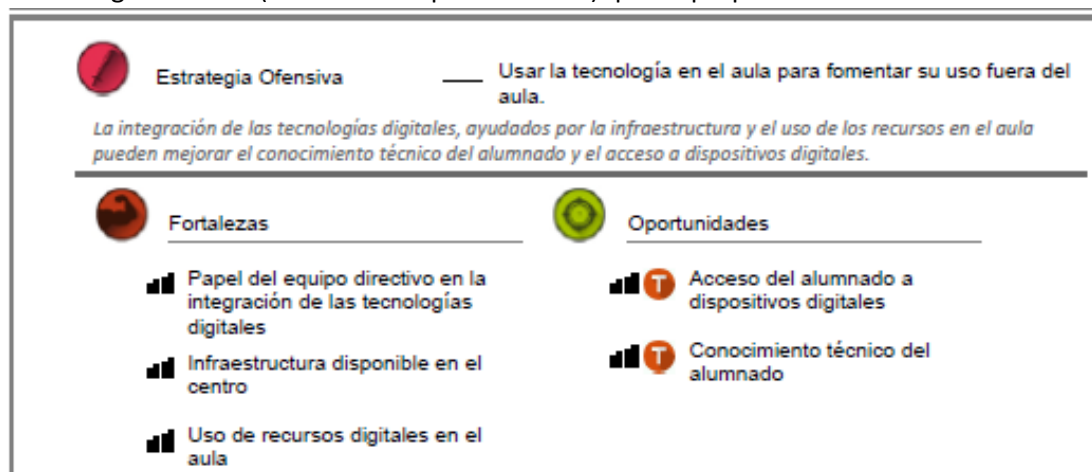 Estrategia Ofensiva
Usar la tecnología en el aula para fomentar su uso fuera del
aula.
La integración de las tecnologías digitales, ayudados por la infraestructura y el uso de los recursos en el aula
pueden mejorar el conocimiento técnico del alumnado y el acceso a dispositivos digitales.
Fortalezas
Papel del equipo directivo en la
integración de las tecnologías
digitales
Infraestructura disponible en el
centro
Uso de recursos digitales en el
aula
Oportunidades
T Acceso del alumnado a
dispositivos digitales
T Conocimiento técnico del
alumnado